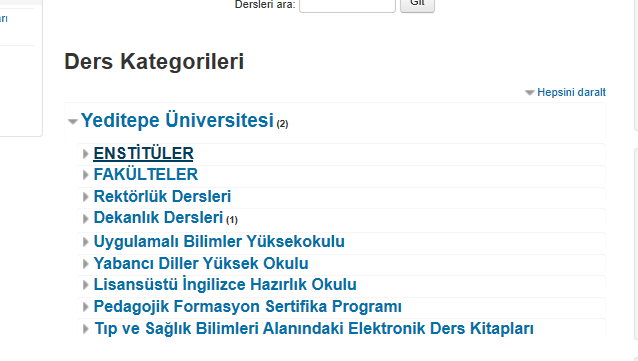 Dersleri ara: Git
arı
Ders Kategorileri
Hepsini daralt
Yeditepe Üniversitesi (2)
ENSTİTÜLER
FAKÜLTELER
Rektörlük Dersleri
Dekanlık Dersleri (1)
Uygulamalı Bilimler Yüksekokulu
Yabancı Diller Yüksek Okulu
Lisansüstü İngilizce Hazırlık Okulu
Pedagojik Formasyon Sertifika Programı
Tıp ve Sağlık Bilimleri Alanındaki Elektronik Ders Kitapları